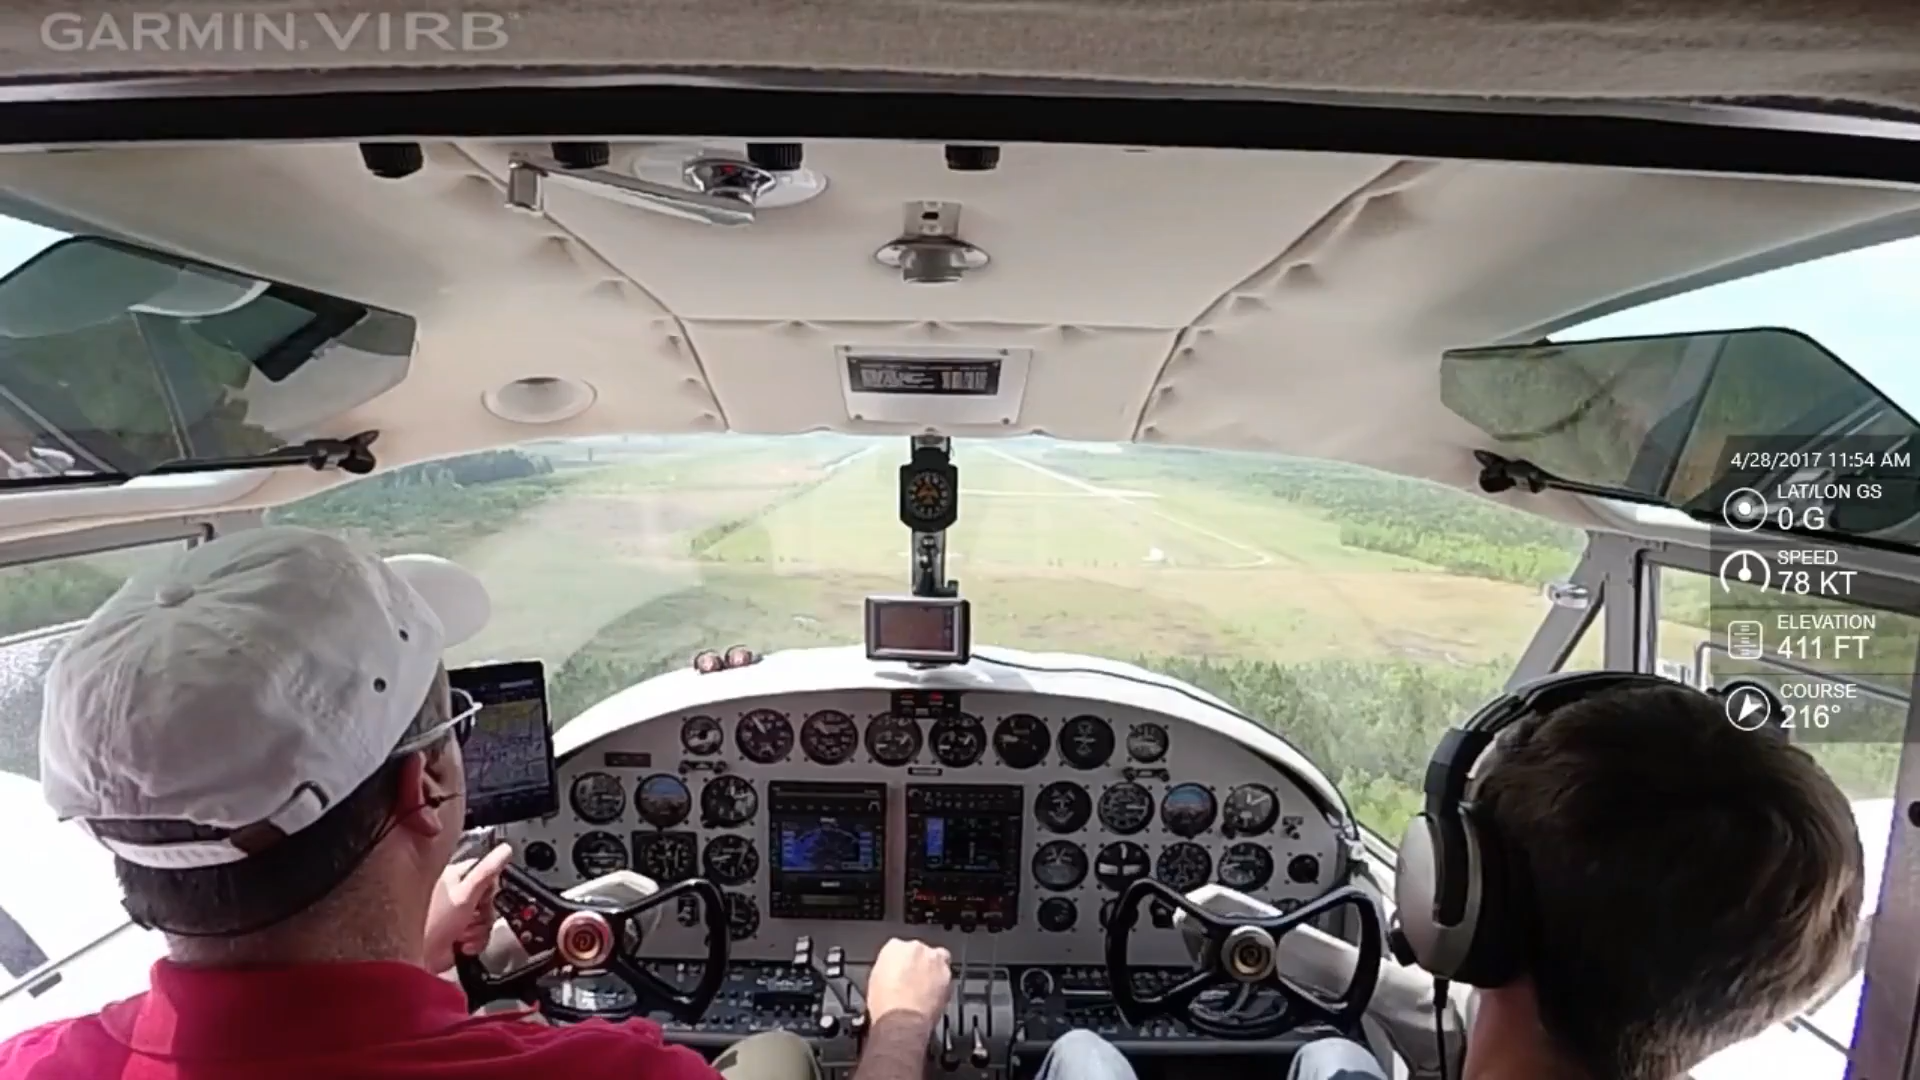 GARMIN. VIRB™
4/28/2017 11:54 AM
LAT/LON GS
0 G
SPEED
78 KT
ELEVATION
411 FT
COURSE
216°